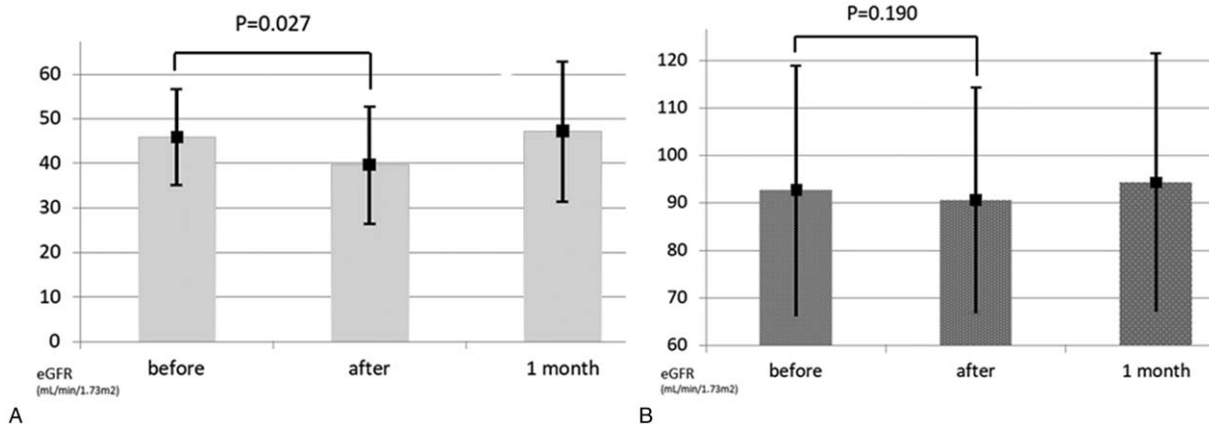 P=0.027
60
50
40
30
20
10
0
before after 1 month
eGFR
(mL/min/1.73m2)
A
P=0.190
120
110
100
90
80
70
60
before after 1 month
eGFR
(mL/min/1.73m2)
B